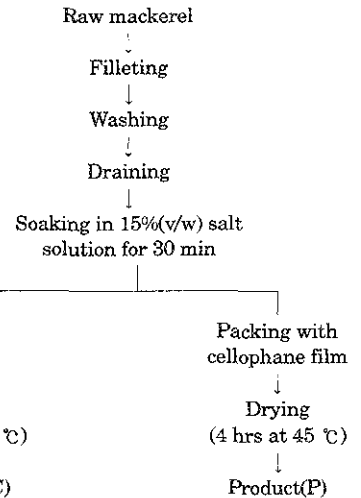 Raw mackerel
Filleting
Washing
Draining
Soaking in 15%(v/w) salt
solution for 30 min
Packing with
cellophane film
Drying
℃)
(4 hrs at 45 ℃)
C)
Product(P)